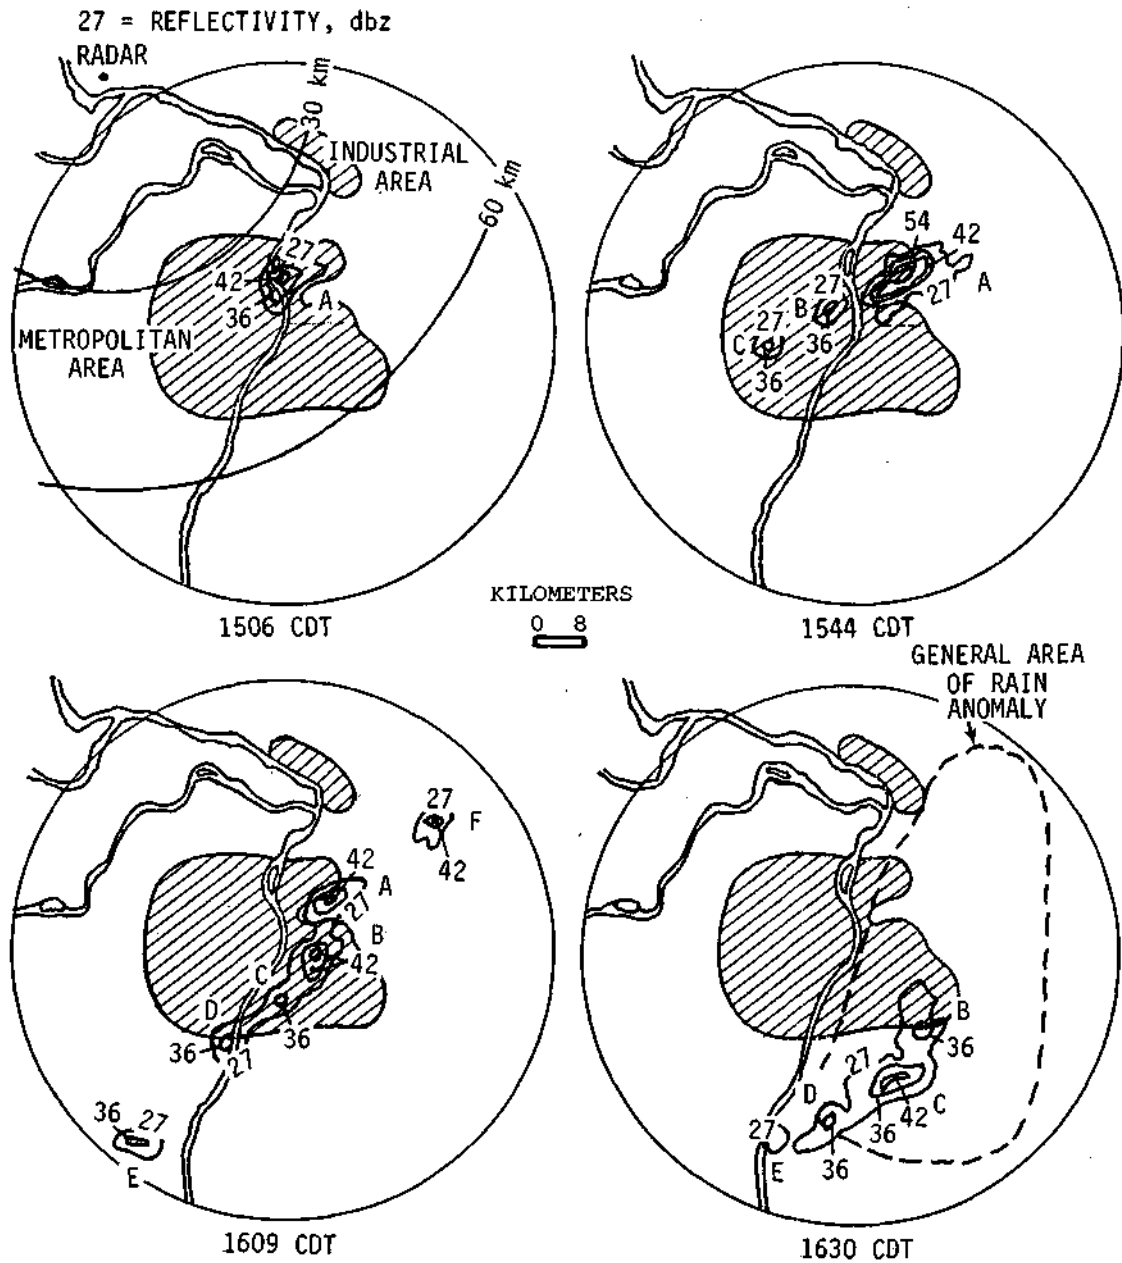 27 = REFLECTIVITY, dbz
RADAR
30 km
INDUSTRIAL
AREA
60 km
27
42
A
36
METROPOLITAN
AREA
1506 CDT
54
42
27
27
A
B
27
36
C
36
1544 CDT
KILOMETERS
0 8
27
F
42
42
A
27
B
42
C
D
36
36
27
36
27
E
1609 CDT
GENERAL AREA
OF RAIN
ANOMALY
B
36
27
D
42
C
36
27
36
E
1630 CDT